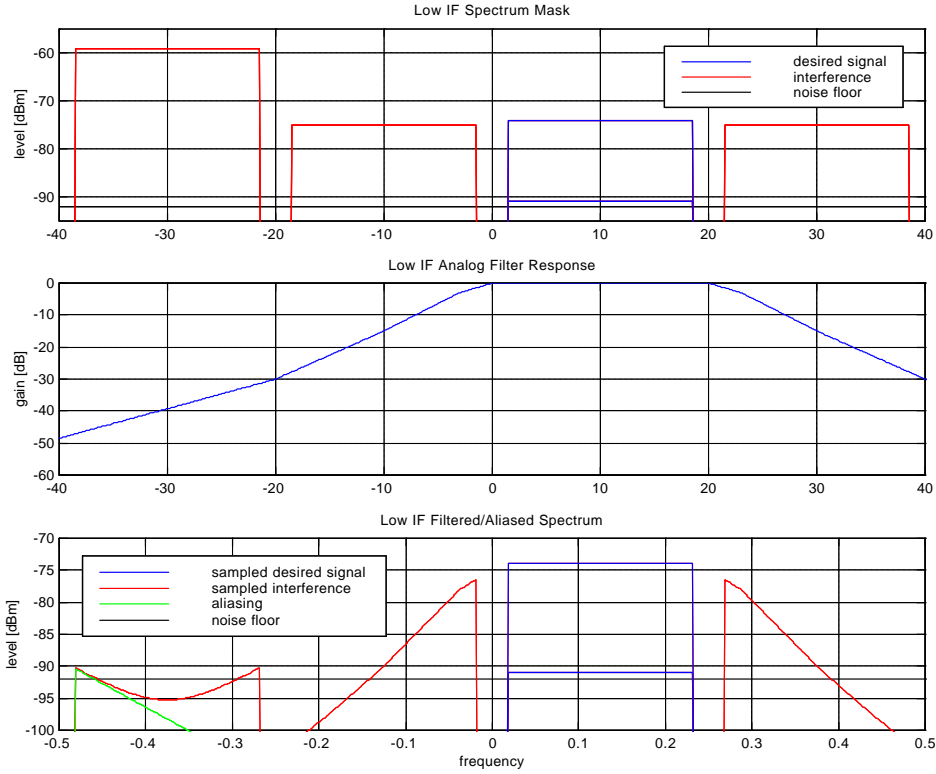 Low IF Spectrum Mask
level [dBm]
-60
-70
-80
-90
desired signal
interference
noise floor
-40 -30 -20 -10 0 10 20 30 40
Low IF Analog Filter Response
gain [dB]
0
-10
-20
-30
-40
-50
-60
-40 -30 -20 -10 0 10 20 30 40
Low IF Filtered/Aliased Spectrum
level [dBm]
-70
-75
-80
-85
-90
-95
-100
sampled desired signal
sampled interference
aliasing
noise floor
-0.5 -0.4 -0.3 -0.2 -0.1 0 0.1 0.2 0.3 0.4 0.5
frequency